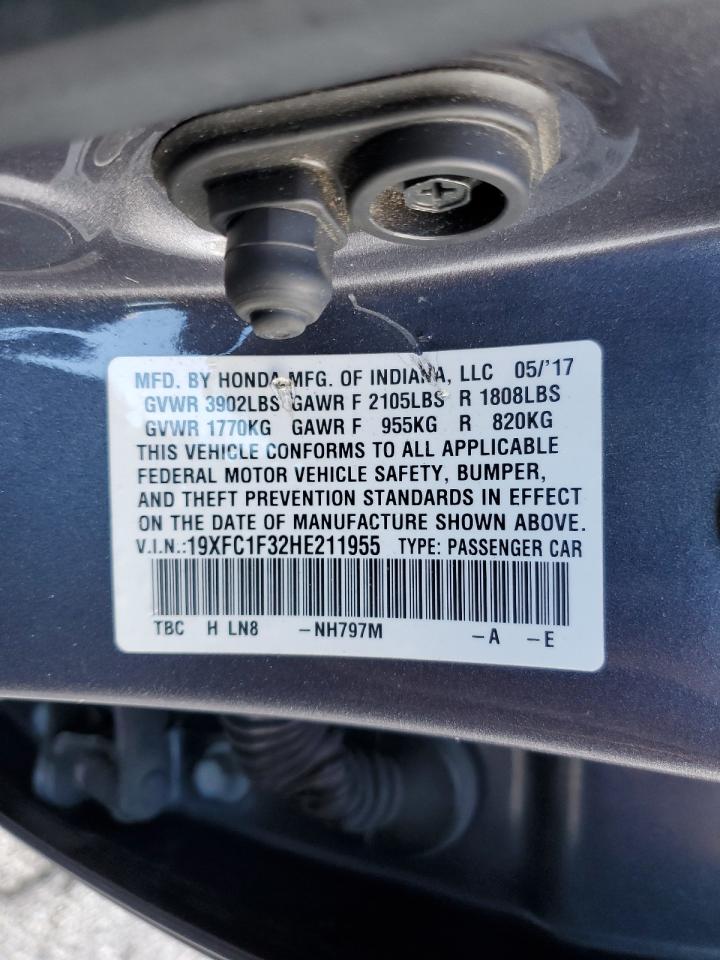 MFD. BY HONDA MFG. OF INDIANA, LLC 05/'17
GVWR 3902LBS GAWR F 2105LBS R 1808LBS
GVWR 1770KG GAWR F 955KG R 820KG
THIS VEHICLE CONFORMS TO ALL APPLICABLE
FEDERAL MOTOR VEHICLE SAFETY, BUMPER,
AND THEFT PREVENTION STANDARDS IN EFFECT
ON THE DATE OF MANUFACTURE SHOWN ABOVE.
V.I.N.:19XFC1F32HE211955 TYPE: PASSENGER CAR
TBC H LN8 -NH797M -A -E